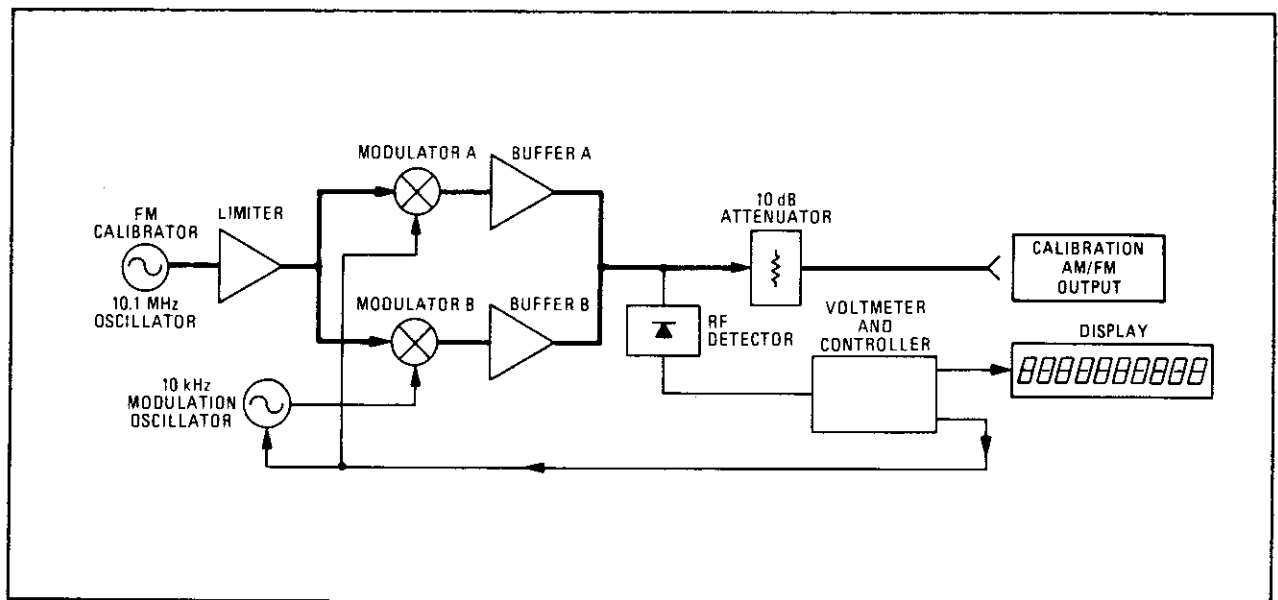 MODULATOR A
BUFFER A
FM
CALIBRATOR
LIMITER
10.1 MHz
OSCILLATOR
10 dB
ATTENUATOR
CALIBRATION
AM/FM
OUTPUT
MODULATOR B
BUFFER B
RF
DETECTOR
VOLTMETER
AND
CONTROLLER
DISPLAY
8888888888
10 kHz
MODULATION
OSCILLATOR